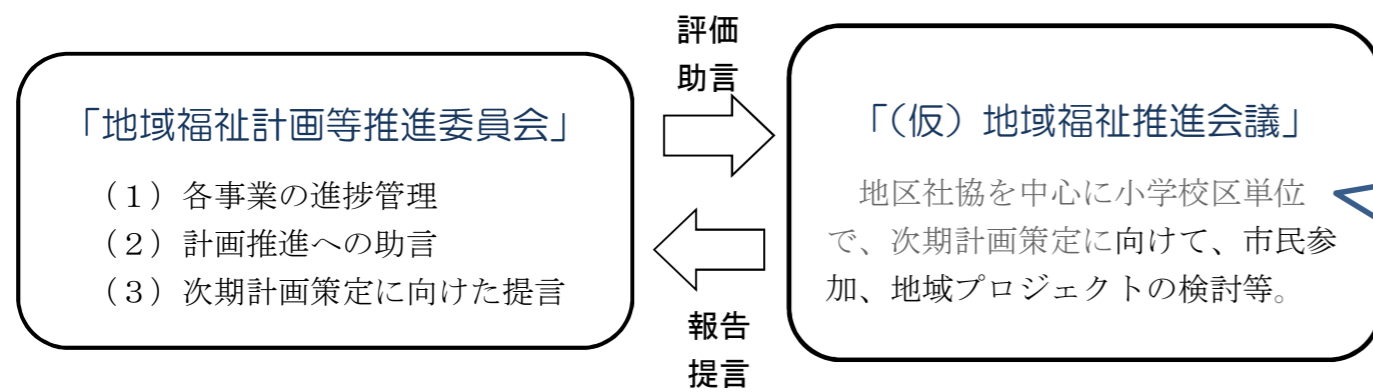 評価
助言
「地域福祉計画等推進委員会」
（１）各事業の進捗管理
（２）計画推進への助言
（３）次期計画策定に向けた提言
「（仮）地域福祉推進会議」
地区社協を中心に小学校区単位
で、次期計画策定に向けて、市民参
加、地域プロジェクトの検討等。
報告
提言